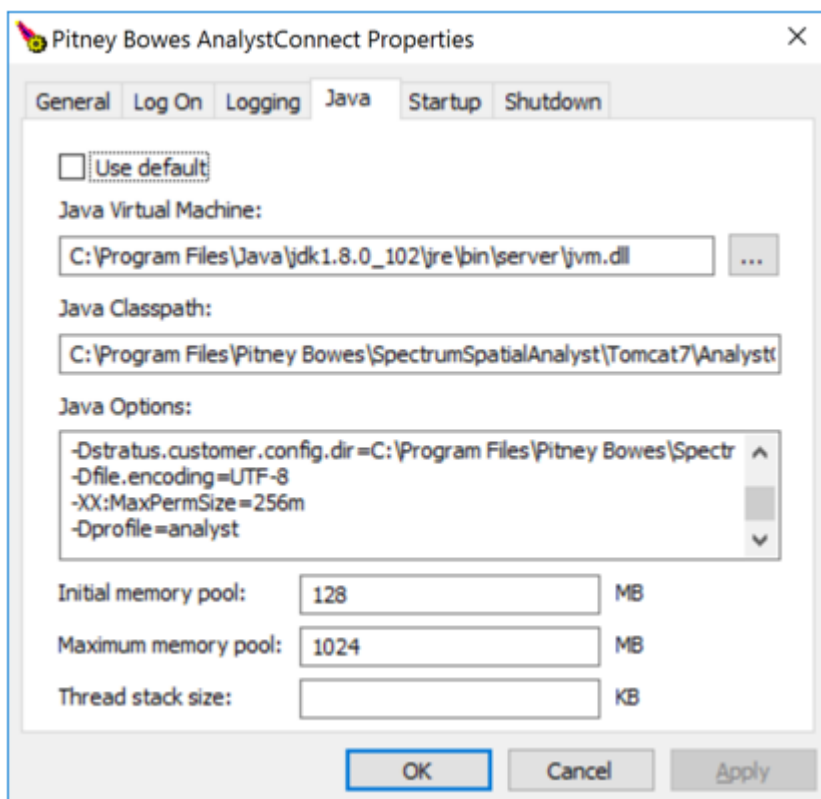 Pitney Bowes AnalystConnect Properties
General Log On Logging Java Startup Shutdown
Use default
Java Virtual Machine:
C:\Program Files\Java\jdk1.8.0_102\jre\bin\server\jvm.dll ...
Java Classpath:
C:\Program Files\Pitney Bowes\SpectrumSpatialAnalyst\Tomcat7\Analyst
Java Options:
-Dstratus.customer.config.dir=C:\Program Files\Pitney Bowes\Spectr
-Dfile.encoding=UTF-8
-XX:MaxPermSize=256m
-Dprofile=analyst
Initial memory pool: 128 MB
Maximum memory pool: 1024 MB
Thread stack size: KB
OK Cancel Apply